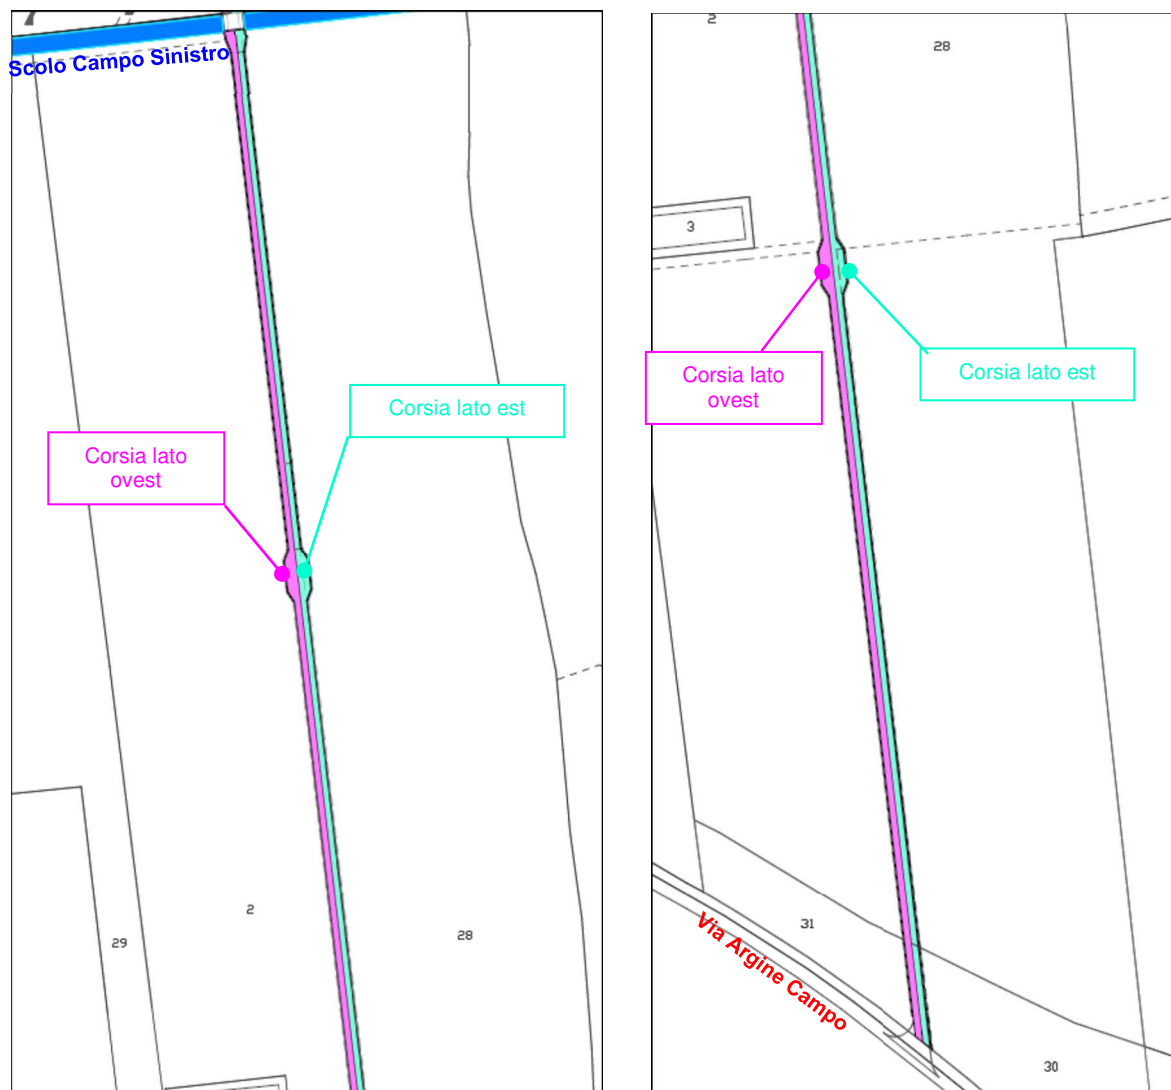 Scolo Campo Sinistro
Corsia lato est
Corsia lato
ovest
2
29
28
2
28
3
Corsia lato
ovest
Corsia lato est
31
Via Argine Campo
30